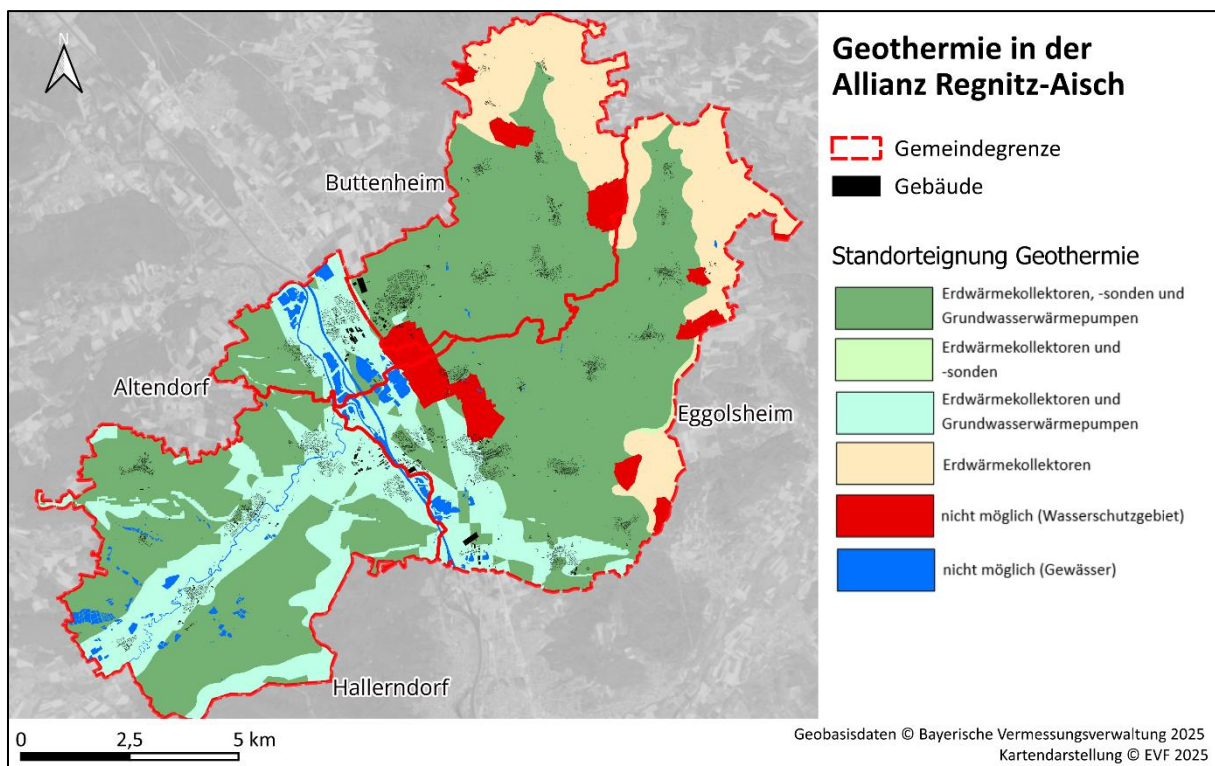 N
Geothermie in der
Allianz Regnitz-Aisch
Gemeindegrenze
Gebäude
Standorteignung Geothermie
Erdwärmekollektoren, -sonden und
Grundwasserwärmepumpen
Erdwärmekollektoren und
-sonden
Erdwärmekollektoren und
Grundwasserwärmepumpen
Erdwärmekollektoren
nicht möglich (Wasserschutzgebiet)
nicht möglich (Gewässer)
Buttenheim
Altendorf
Eggolsheim
Hallerndorf
0 2,5 5 km
Geobasisdaten © Bayerische Vermessungsverwaltung 2025
Kartendarstellung © EVF 2025